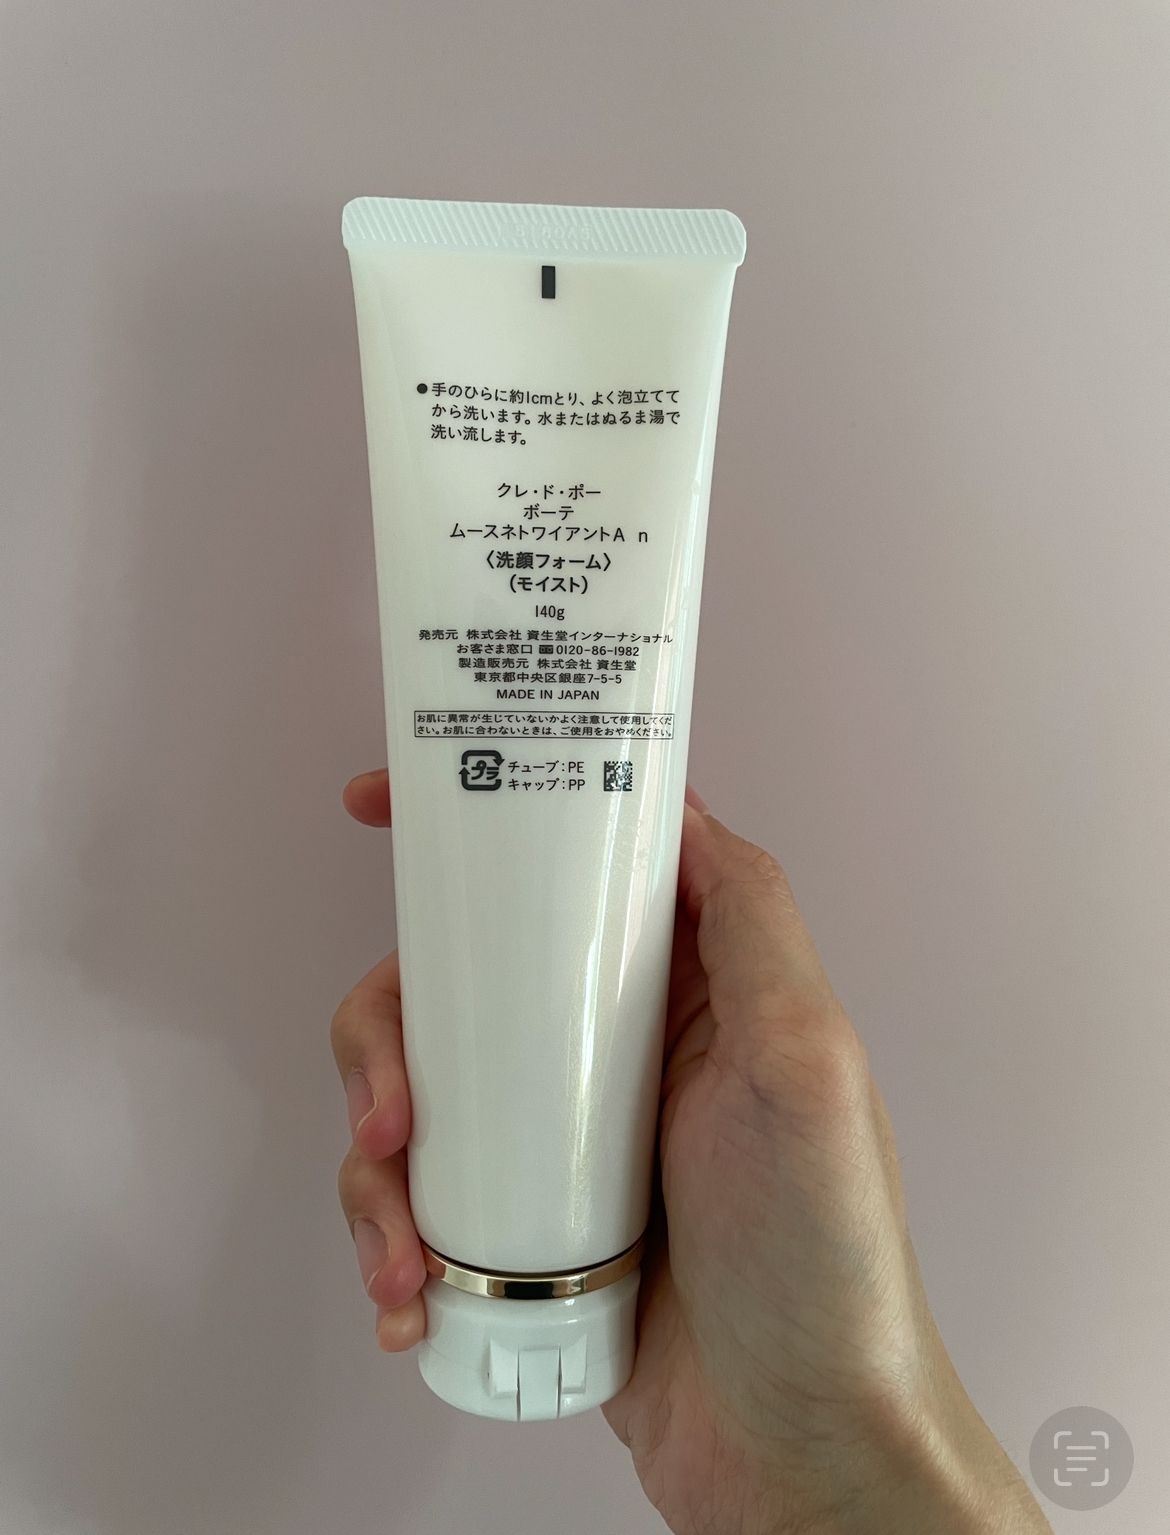 ●手のひらに約1cmとり、よく泡立てて
から洗います。水またはぬるま湯で
洗い流します。
クレ・ド・ポー
ボーテ
ムースネトワイアントA n
〈洗顔フォーム〉
(モイスト)
140g
発売元 株式会社 資生堂インターナショナル
お客さま窓口 0120-86-1982
製造販売元 株式会社 資生堂
東京都中央区銀座7-5-5
MADE IN JAPAN
お肌に異常が生じていないかよく注意して使用してくだ
さい。お肌に合わないときは、ご使用をおやめください。
プラ チューブ:PE
キャップ:PP